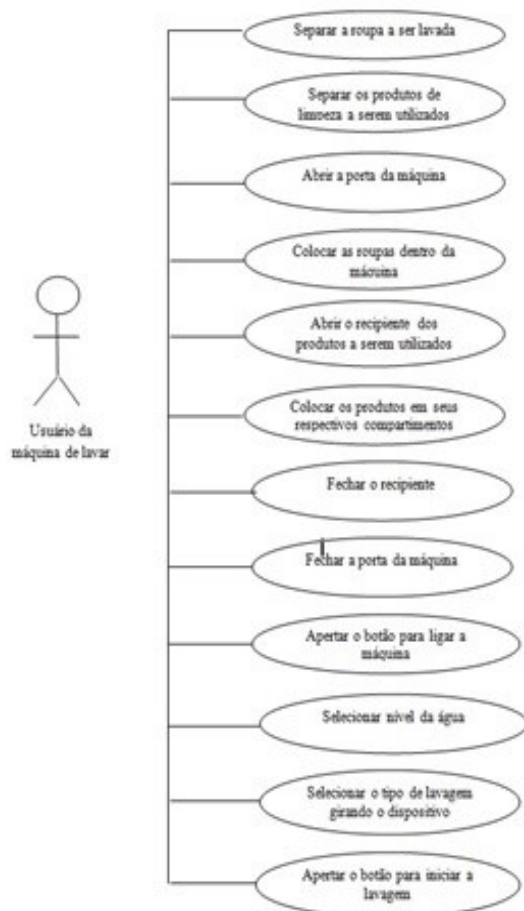 Separar a roupa a ser lavada
Separar os produtos de
limpeza a serem utilizados
Abrir a porta da máquina
Colocar as roupas dentro da
máquina
Abrir o recipiente dos
produtos a serem utilizados
Usuário da
máquina de lavar
Colocar os produtos em seus
respectivos compartimentos
Fechar o recipiente
Fechar a porta da máquina
Apertar o botão para ligar a
máquina
Selecionar nível da água
Selecionar o tipo de lavagem
girando o dispositivo
Apertar o botão para iniciar a
lavagem